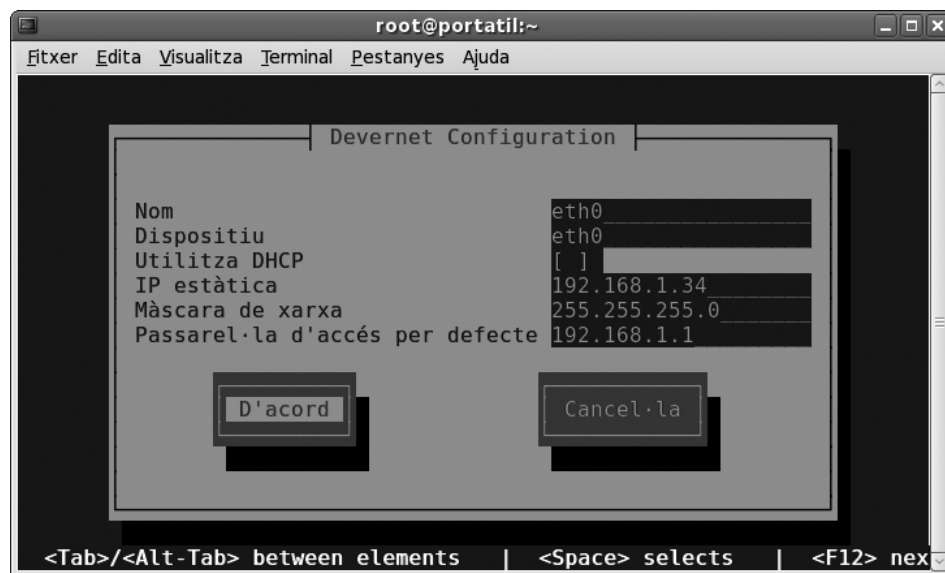 root@portatil:~
Fitxer Edita Visualitza Terminal Pestanyes Ajuda
Devernet Configuration
Nom eth0
Dispositiu eth0
Utilitza DHCP [ ]
IP estàtica 192.168.1.34
Màscara de xarxa 255.255.255.0
Passarel·la d'accés per defecte 192.168.1.1
D'acord Cancel·la
<Tab>/<Alt-Tab> between elements | <Space> selects | <F12> nex